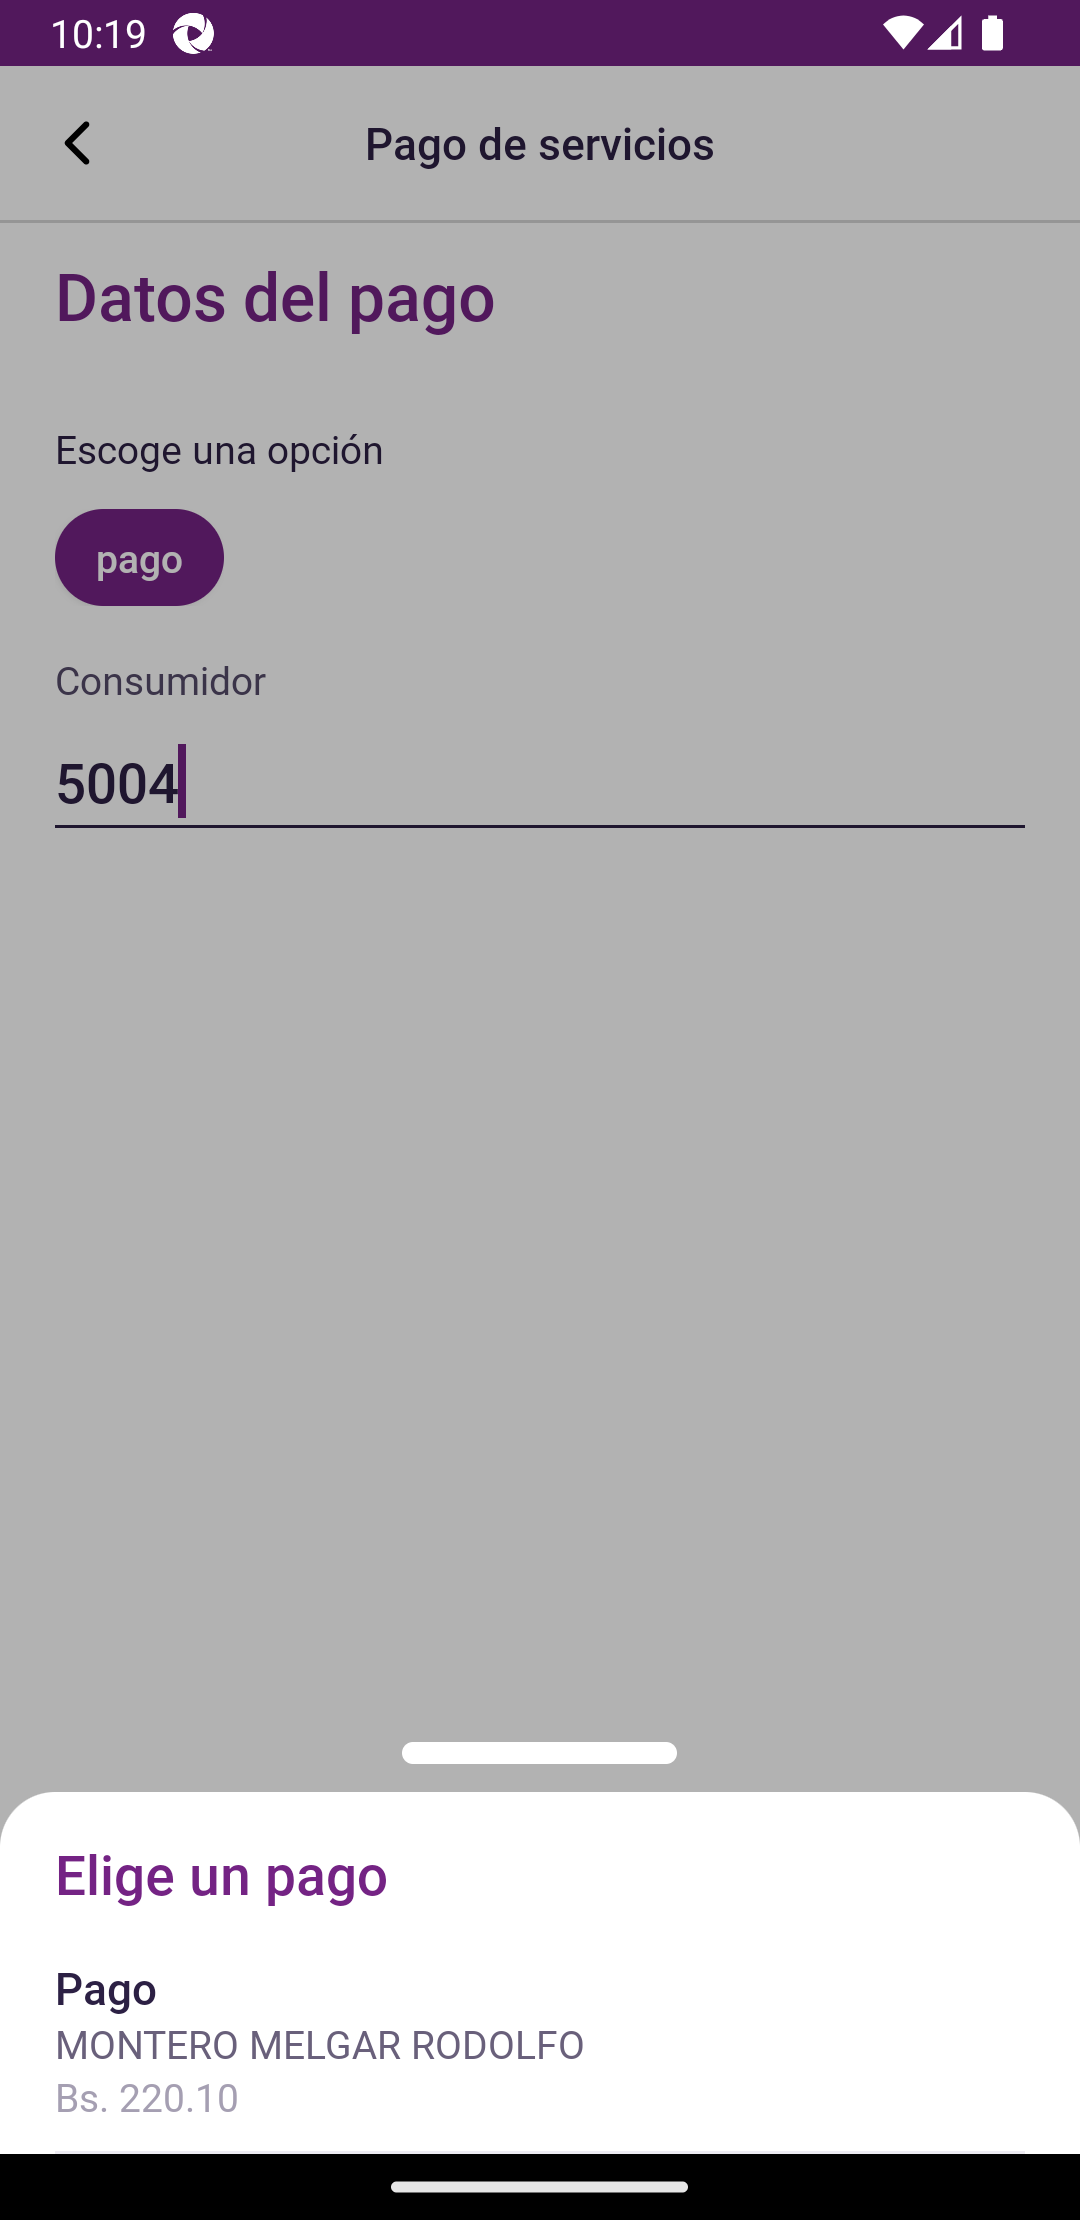 10:19
Pago de servicios
Datos del pago
Escoge una opción
pago
Consumidor
5004
Elige un pago
Pago
MONTERO MELGAR RODOLFO
Bs. 220.10